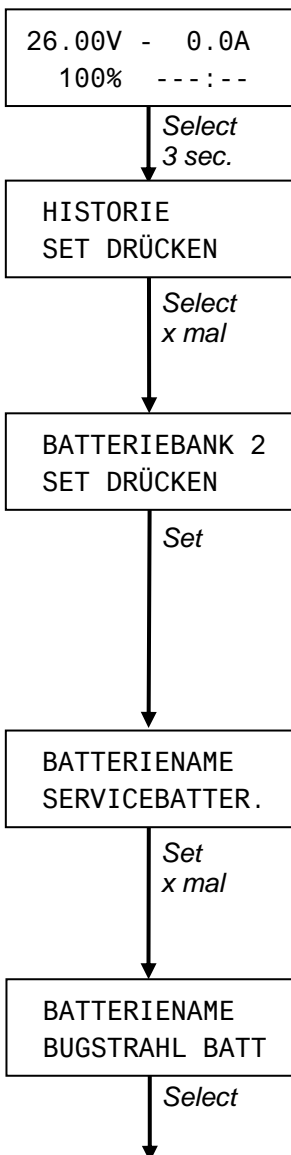 26.00V - 0.0A
100% ---:--
Select
3 sec.
HISTORIE
SET DRÜCKEN
Select
x mal
BATTERIEBANK 2
SET DRÜCKEN
Set
BATTERIENAME
SERVICEBATTER.
Set
x mal
BATTERIENAME
BUGSTRAHL BATT
Select